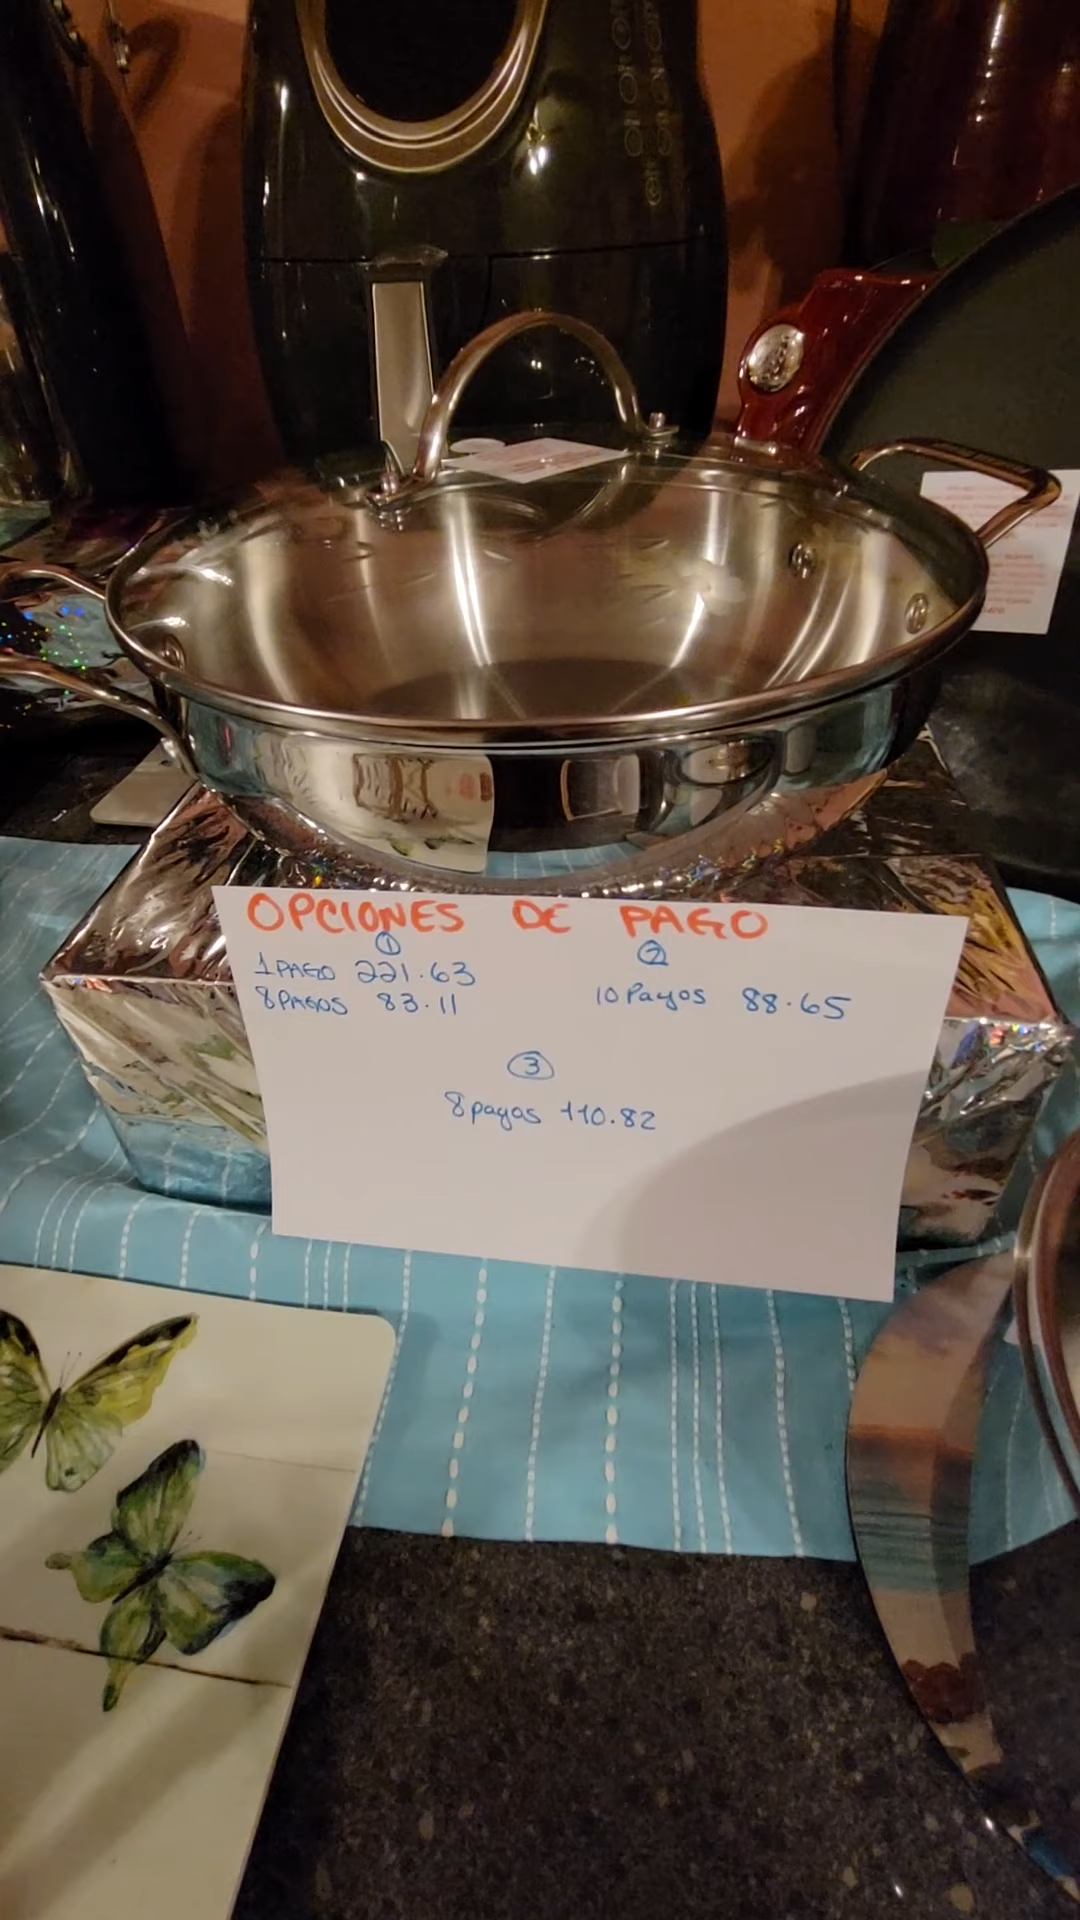 OPCIONES DE PAGO
①
1 PAGO 221.63
8 PAGOS 83.11
②
10 Pagos 88.65
③
8 pagos 110.82